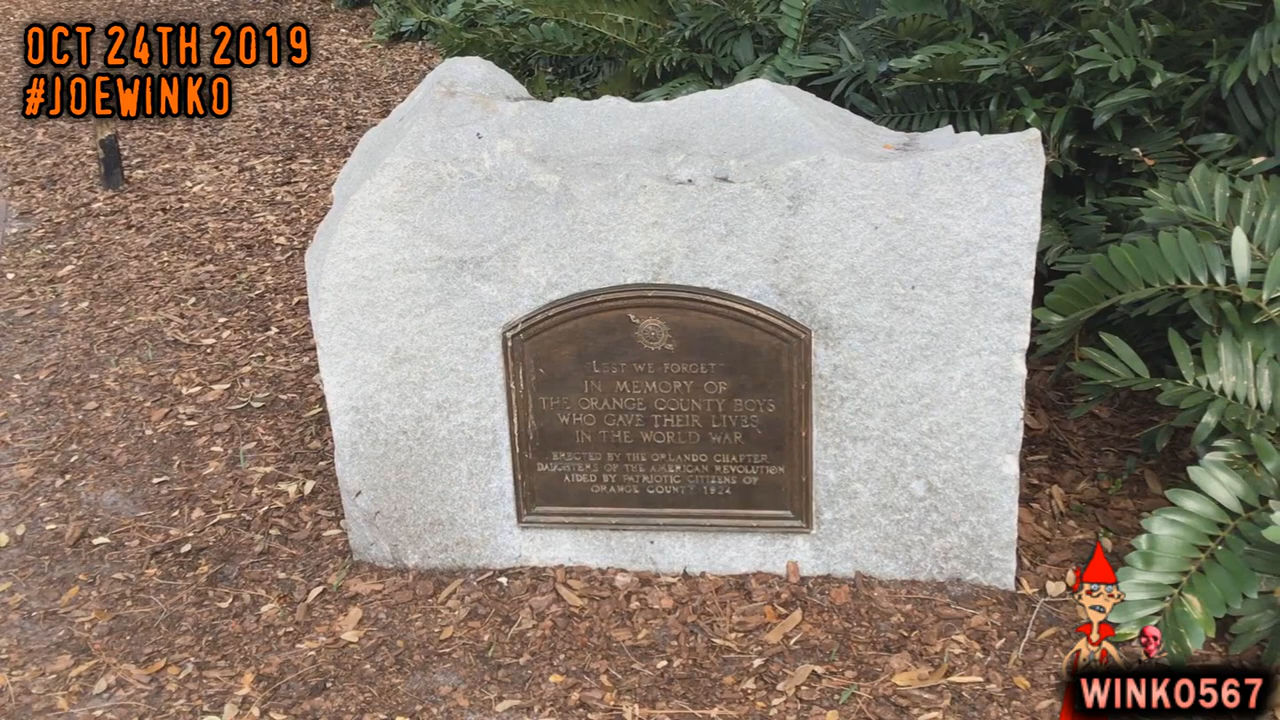 OCT 24TH 2019
#JOEWINKO
"LEST WE FORGET"
IN MEMORY OF
THE ORANGE COUNTY BOYS
WHO GAVE THEIR LIVES
IN THE WORLD WAR
ERECTED BY THE ORLANDO CHAPTER
DAUGHTERS OF THE AMERICAN REVOLUTION
AIDED BY PATRIOTIC CITIZENS OF
ORANGE COUNTY 1924
WINKO567